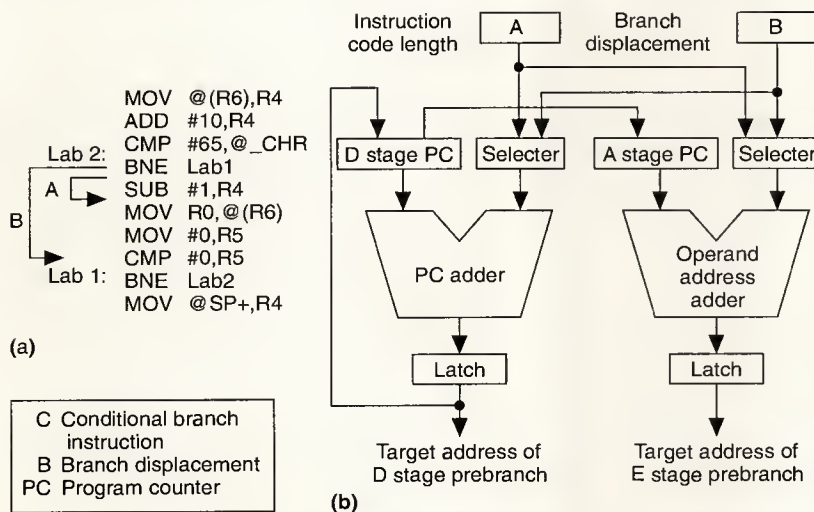 MOV @(R6),R4
ADD #10,R4
CMP #65,@_CHR
Lab 2: BNE Lab1
A SUB #1,R4
B MOV R0,@(R6)
MOV #0,R5
CMP #0,R5
Lab 1: BNE Lab2
MOV @SP+,R4
(a)
C Conditional branch
instruction
B Branch displacement
PC Program counter
Instruction
code length
A
Branch
displacement
B
D stage PC
Selecter
A stage PC
Selecter
PC adder
Operand
address
adder
Latch
Latch
Target address of
D stage prebranch
Target address of
E stage prebranch
(b)